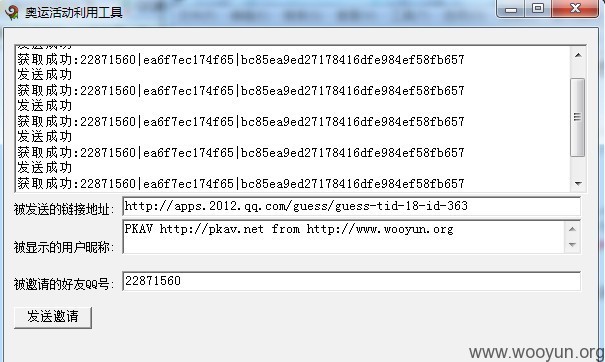 奥运活动利用工具
发送成功
获取成功:22871560|ea6f7ec174f65|bc85ea9ed27178416dfe984ef58fb657
发送成功
获取成功:22871560|ea6f7ec174f65|bc85ea9ed27178416dfe984ef58fb657
发送成功
获取成功:22871560|ea6f7ec174f65|bc85ea9ed27178416dfe984ef58fb657
发送成功
获取成功:22871560|ea6f7ec174f65|bc85ea9ed27178416dfe984ef58fb657
发送成功
获取成功:22871560|ea6f7ec174f65|bc85ea9ed27178416dfe984ef58fb657
被发送的链接地址: http://apps.2012.qq.com/guess/guess-tid-18-id-363
被显示的用户昵称: PKAV http://pkav.net from http://www.wooyun.org
被邀请的好友QQ号: 22871560
发送邀请
www.wooyun.org